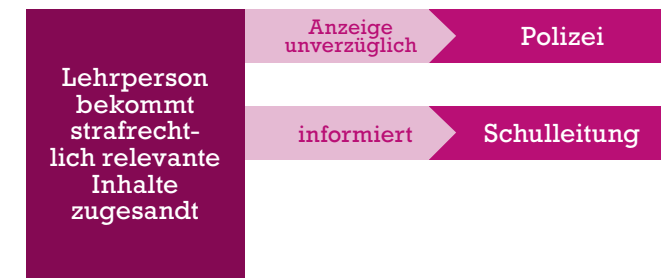 Lehrperson
bekommt
strafrecht-
lich relevante
Inhalte
zugesandt
Anzeige
unverzüglich
Polizei
informiert
Schulleitung